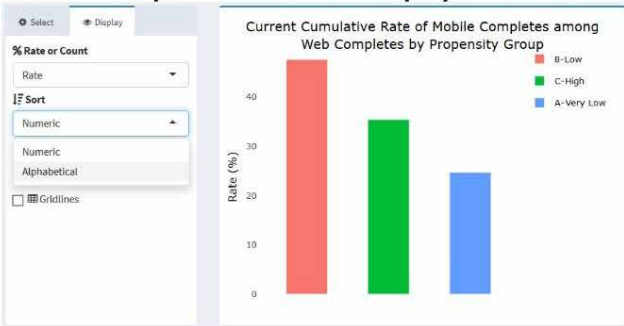 Select
Display
% Rate or Count
Rate
Sort
Numeric
Numeric
Alphabetical
Gridlines
Current Cumulative Rate of Mobile Completes among
Web Completes by Propensity Group
B-Low
C-High
A-Very Low
Rate (%)
40
30
20
10
0